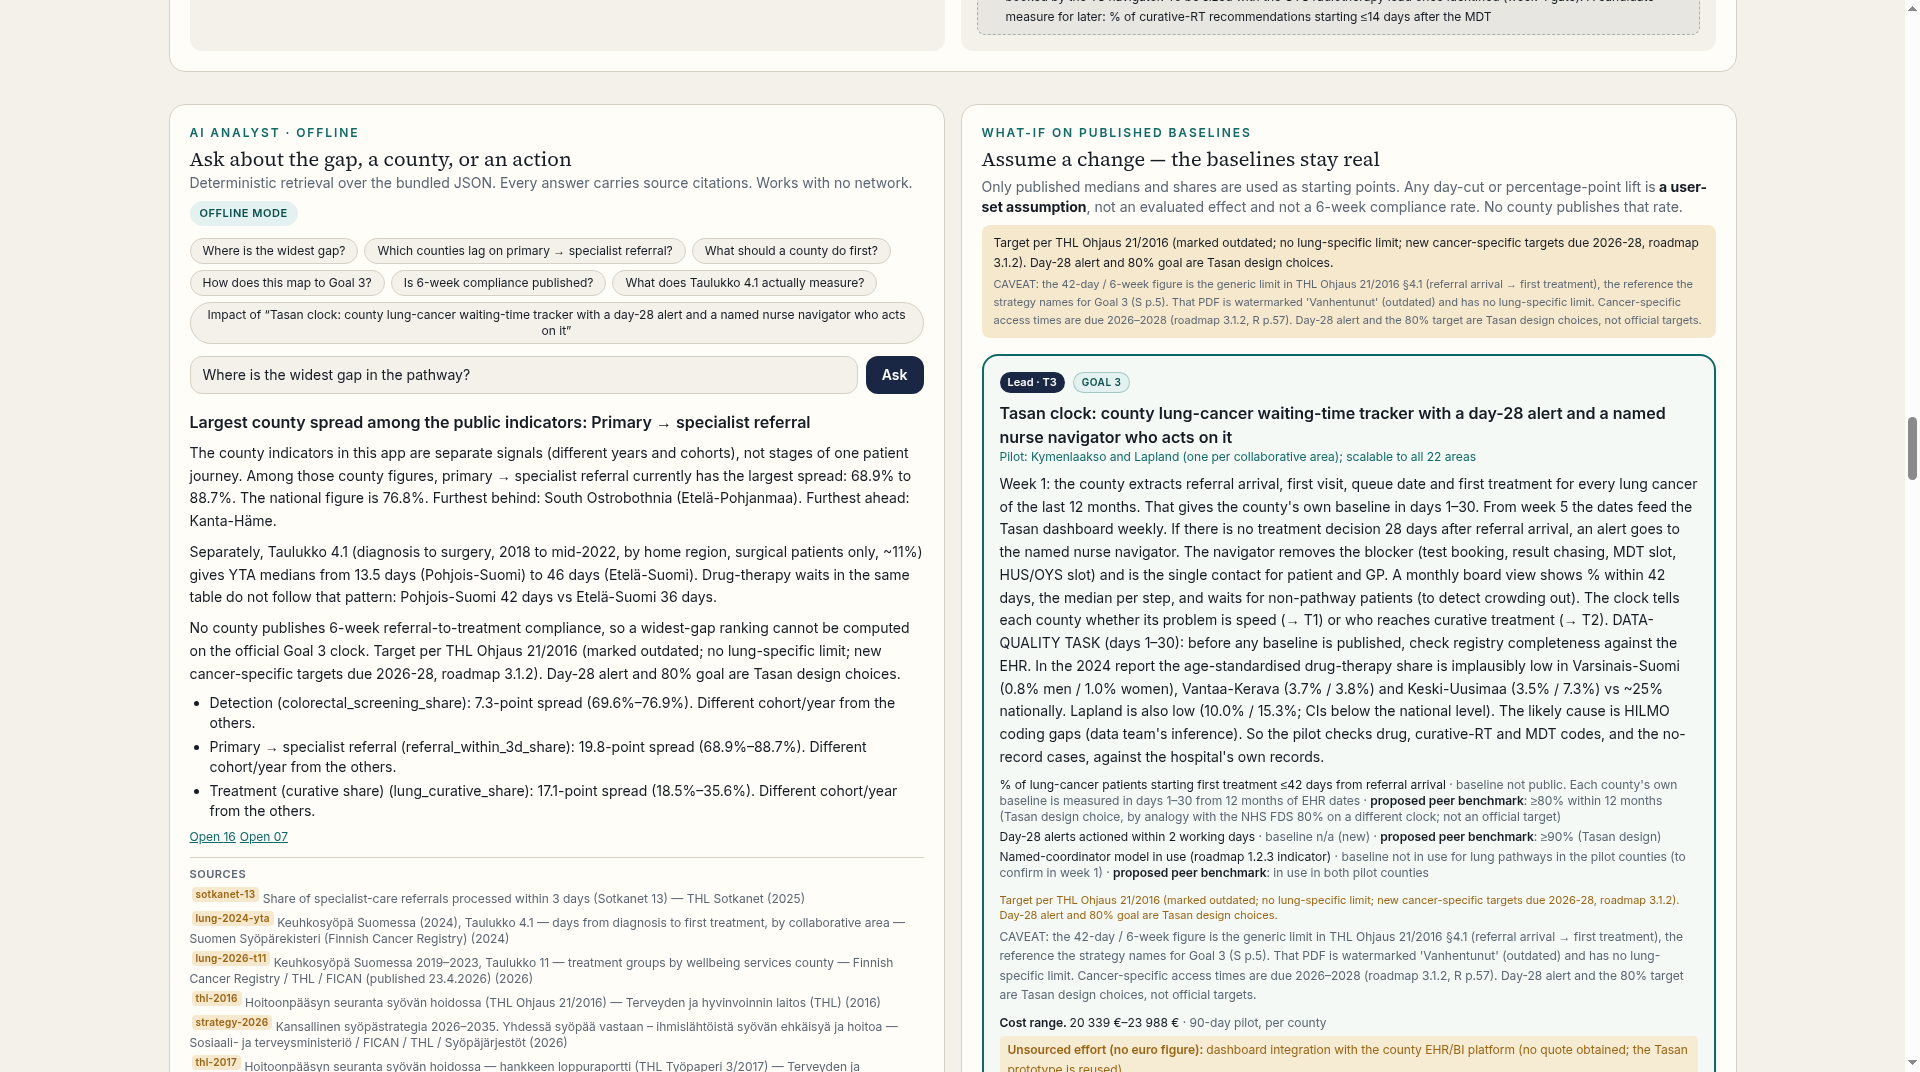 measure for later: % of curative-RT recommendations starting ≤14 days after the MDT
AI ANALYST · OFFLINE
Ask about the gap, a county, or an action
Deterministic retrieval over the bundled JSON. Every answer carries source citations. Works with no network.
OFFLINE MODE
Where is the widest gap?
Which counties lag on primary → specialist referral?
What should a county do first?
How does this map to Goal 3?
Is 6-week compliance published?
What does Taulukko 4.1 actually measure?
Impact of “Tasan clock: county lung-cancer waiting-time tracker with a day-28 alert and a named nurse navigator who acts
on it”
Where is the widest gap in the pathway?
Ask
Largest county spread among the public indicators: Primary → specialist referral
The county indicators in this app are separate signals (different years and cohorts), not stages of one patient
journey. Among those county figures, primary → specialist referral currently has the largest spread: 68.9% to
88.7%. The national figure is 76.8%. Furthest behind: South Ostrobothnia (Etelä-Pohjanmaa). Furthest ahead:
Kanta-Häme.
Separately, Taulukko 4.1 (diagnosis to surgery, 2018 to mid-2022, by home region, surgical patients only, ~11%)
gives YTA medians from 13.5 days (Pohjois-Suomi) to 46 days (Etelä-Suomi). Drug-therapy waits in the same
table do not follow that pattern: Pohjois-Suomi 42 days vs Etelä-Suomi 36 days.
No county publishes 6-week referral-to-treatment compliance, so a widest-gap ranking cannot be computed
on the official Goal 3 clock. Target per THL Ohjaus 21/2016 (marked outdated; no lung-specific limit; new
cancer-specific targets due 2026-28, roadmap 3.1.2). Day-28 alert and 80% goal are Tasan design choices.
• Detection (colorectal_screening_share): 7.3-point spread (69.6%–76.9%). Different cohort/year from the
others.
• Primary → specialist referral (referral_within_3d_share): 19.8-point spread (68.9%–88.7%). Different
cohort/year from the others.
• Treatment (curative share) (lung_curative_share): 17.1-point spread (18.5%–35.6%). Different cohort/year
from the others.
Open 16 Open 07
SOURCES
sotkanet-13 Share of specialist-care referrals processed within 3 days (Sotkanet 13) — THL Sotkanet (2025)
lung-2024-yta Keuhkosyöpä Suomessa (2024), Taulukko 4.1 — days from diagnosis to first treatment, by collaborative area —
Suomen Syöpärekisteri (Finnish Cancer Registry) (2024)
lung-2026-t11 Keuhkosyöpä Suomessa 2019–2023, Taulukko 11 — treatment groups by wellbeing services county — Finnish
Cancer Registry / THL / FICAN (published 23.4.2026) (2026)
thl-2016 Hoitoonpääsyn seuranta syövän hoidossa (THL Ohjaus 21/2016) — Terveyden ja hyvinvoinnin laitos (THL) (2016)
strategy-2026 Kansallinen syöpästrategia 2026–2035. Yhdessä syöpää vastaan – ihmislähtöistä syövän ehkäisyä ja hoitoa —
Sosiaali- ja terveysministeriö / FICAN / THL / Syöpäjärjestöt (2026)
thl-2017 Hoitoonpääsyn seuranta syövän hoidossa — hankkeen loppuraportti (THL Työpaperi 3/2017) — Terveyden ja
WHAT-IF ON PUBLISHED BASELINES
Assume a change — the baselines stay real
Only published medians and shares are used as starting points. Any day-cut or percentage-point lift is a user-
set assumption, not an evaluated effect and not a 6-week compliance rate. No county publishes that rate.
Target per THL Ohjaus 21/2016 (marked outdated; no lung-specific limit; new cancer-specific targets due 2026-28, roadmap
3.1.2). Day-28 alert and 80% goal are Tasan design choices.
CAVEAT: the 42-day / 6-week figure is the generic limit in THL Ohjaus 21/2016 §4.1 (referral arrival → first treatment), the reference the
strategy names for Goal 3 (S p.5). That PDF is watermarked 'Vanhentunut' (outdated) and has no lung-specific limit. Cancer-specific
access times are due 2026–2028 (roadmap 3.1.2, R p.57). Day-28 alert and the 80% target are Tasan design choices, not official targets.
Lead · T3
GOAL 3
Tasan clock: county lung-cancer waiting-time tracker with a day-28 alert and a named
nurse navigator who acts on it
Pilot: Kymenlaakso and Lapland (one per collaborative area); scalable to all 22 areas
Week 1: the county extracts referral arrival, first visit, queue date and first treatment for every lung cancer
of the last 12 months. That gives the county's own baseline in days 1–30. From week 5 the dates feed the
Tasan dashboard weekly. If there is no treatment decision 28 days after referral arrival, an alert goes to
the named nurse navigator. The navigator removes the blocker (test booking, result chasing, MDT slot,
HUS/OYS slot) and is the single contact for patient and GP. A monthly board view shows % within 42
days, the median per step, and waits for non-pathway patients (to detect crowding out). The clock tells
each county whether its problem is speed (→ T1) or who reaches curative treatment (→ T2). DATA-
QUALITY TASK (days 1–30): before any baseline is published, check registry completeness against the
EHR. In the 2024 report the age-standardised drug-therapy share is implausibly low in Varsinais-Suomi
(0.8% men / 1.0% women), Vantaa-Kerava (3.7% / 3.8%) and Keski-Uusimaa (3.5% / 7.3%) vs ~25%
nationally. Lapland is also low (10.0% / 15.3%; CIs below the national level). The likely cause is HILMO
coding gaps (data team's inference). So the pilot checks drug, curative-RT and MDT codes, and the no-
record cases, against the hospital's own records.
% of lung-cancer patients starting first treatment ≤42 days from referral arrival · baseline not public. Each county's own
baseline is measured in days 1–30 from 12 months of EHR dates · proposed peer benchmark: ≥80% within 12 months
(Tasan design choice, by analogy with the NHS FDS 80% on a different clock; not an official target)
Day-28 alerts actioned within 2 working days · baseline n/a (new) · proposed peer benchmark: ≥90% (Tasan design)
Named-coordinator model in use (roadmap 1.2.3 indicator) · baseline not in use for lung pathways in the pilot counties (to
confirm in week 1) · proposed peer benchmark: in use in both pilot counties
Target per THL Ohjaus 21/2016 (marked outdated; no lung-specific limit; new cancer-specific targets due 2026-28, roadmap 3.1.2).
Day-28 alert and 80% goal are Tasan design choices.
CAVEAT: the 42-day / 6-week figure is the generic limit in THL Ohjaus 21/2016 §4.1 (referral arrival → first treatment), the
reference the strategy names for Goal 3 (S p.5). That PDF is watermarked 'Vanhentunut' (outdated) and has no lung-
specific limit. Cancer-specific access times are due 2026–2028 (roadmap 3.1.2, R p.57). Day-28 alert and the 80% target
are Tasan design choices, not official targets.
Cost range. 20 339 €–23 988 € · 90-day pilot, per county
Unsourced effort (no euro figure): dashboard integration with the county EHR/BI platform (no quote obtained; the Tasan
prototype is reused)